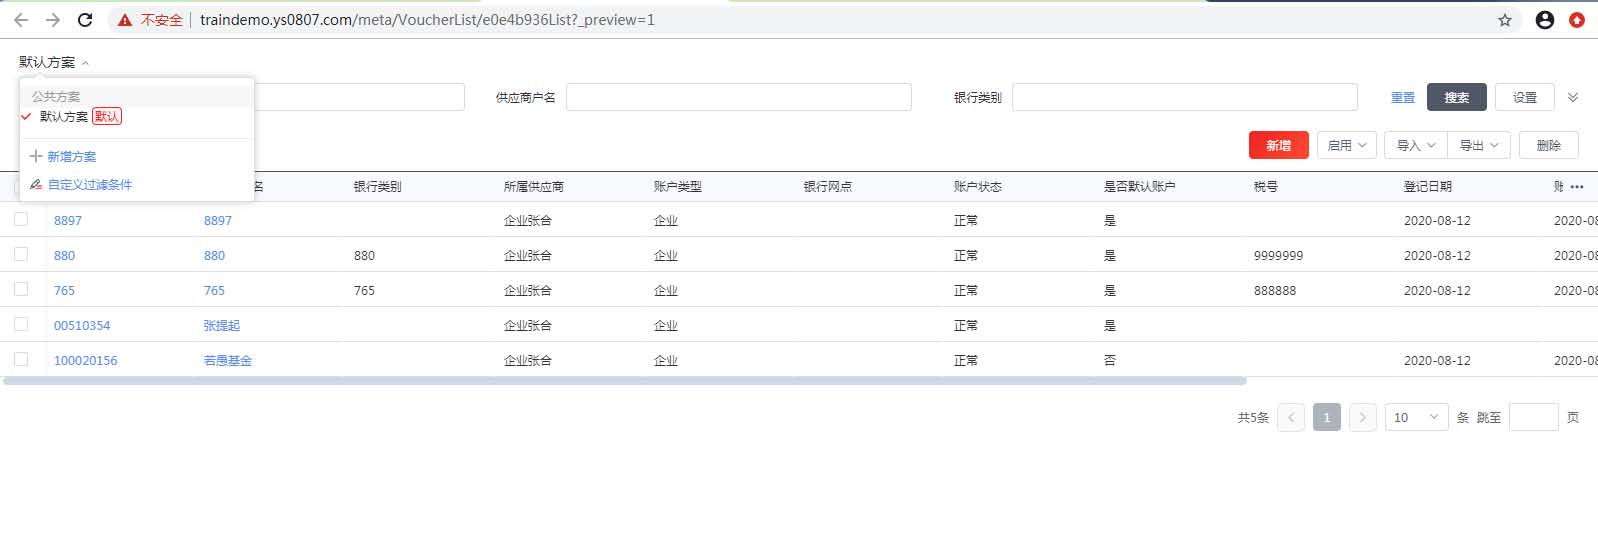 不安全 traindemo.ys0807.com/meta/VoucherList/e0e4b936List?_preview=1
默认方案
公共方案
默认方案 默认
新增方案
自定义过滤条件
供应商户名 银行类别 重置 搜索 设置
新增 启用 导入 导出 删除
名 银行类别 所属供应商 账户类型 银行网点 账户状态 是否默认账户 税号 登记日期
8897 8897 企业张合 企业 正常 是 2020-08-12 2020-08
880 880 880 企业张合 企业 正常 是 9999999 2020-08-12 2020-08
765 765 765 企业张合 企业 正常 是 888888 2020-08-12 2020-08
00510354 张提起 企业张合 企业 正常 是
100020156 若愚基金 企业张合 企业 正常 否 2020-08-12 2020-08
共5条 1 10 条 跳至 页